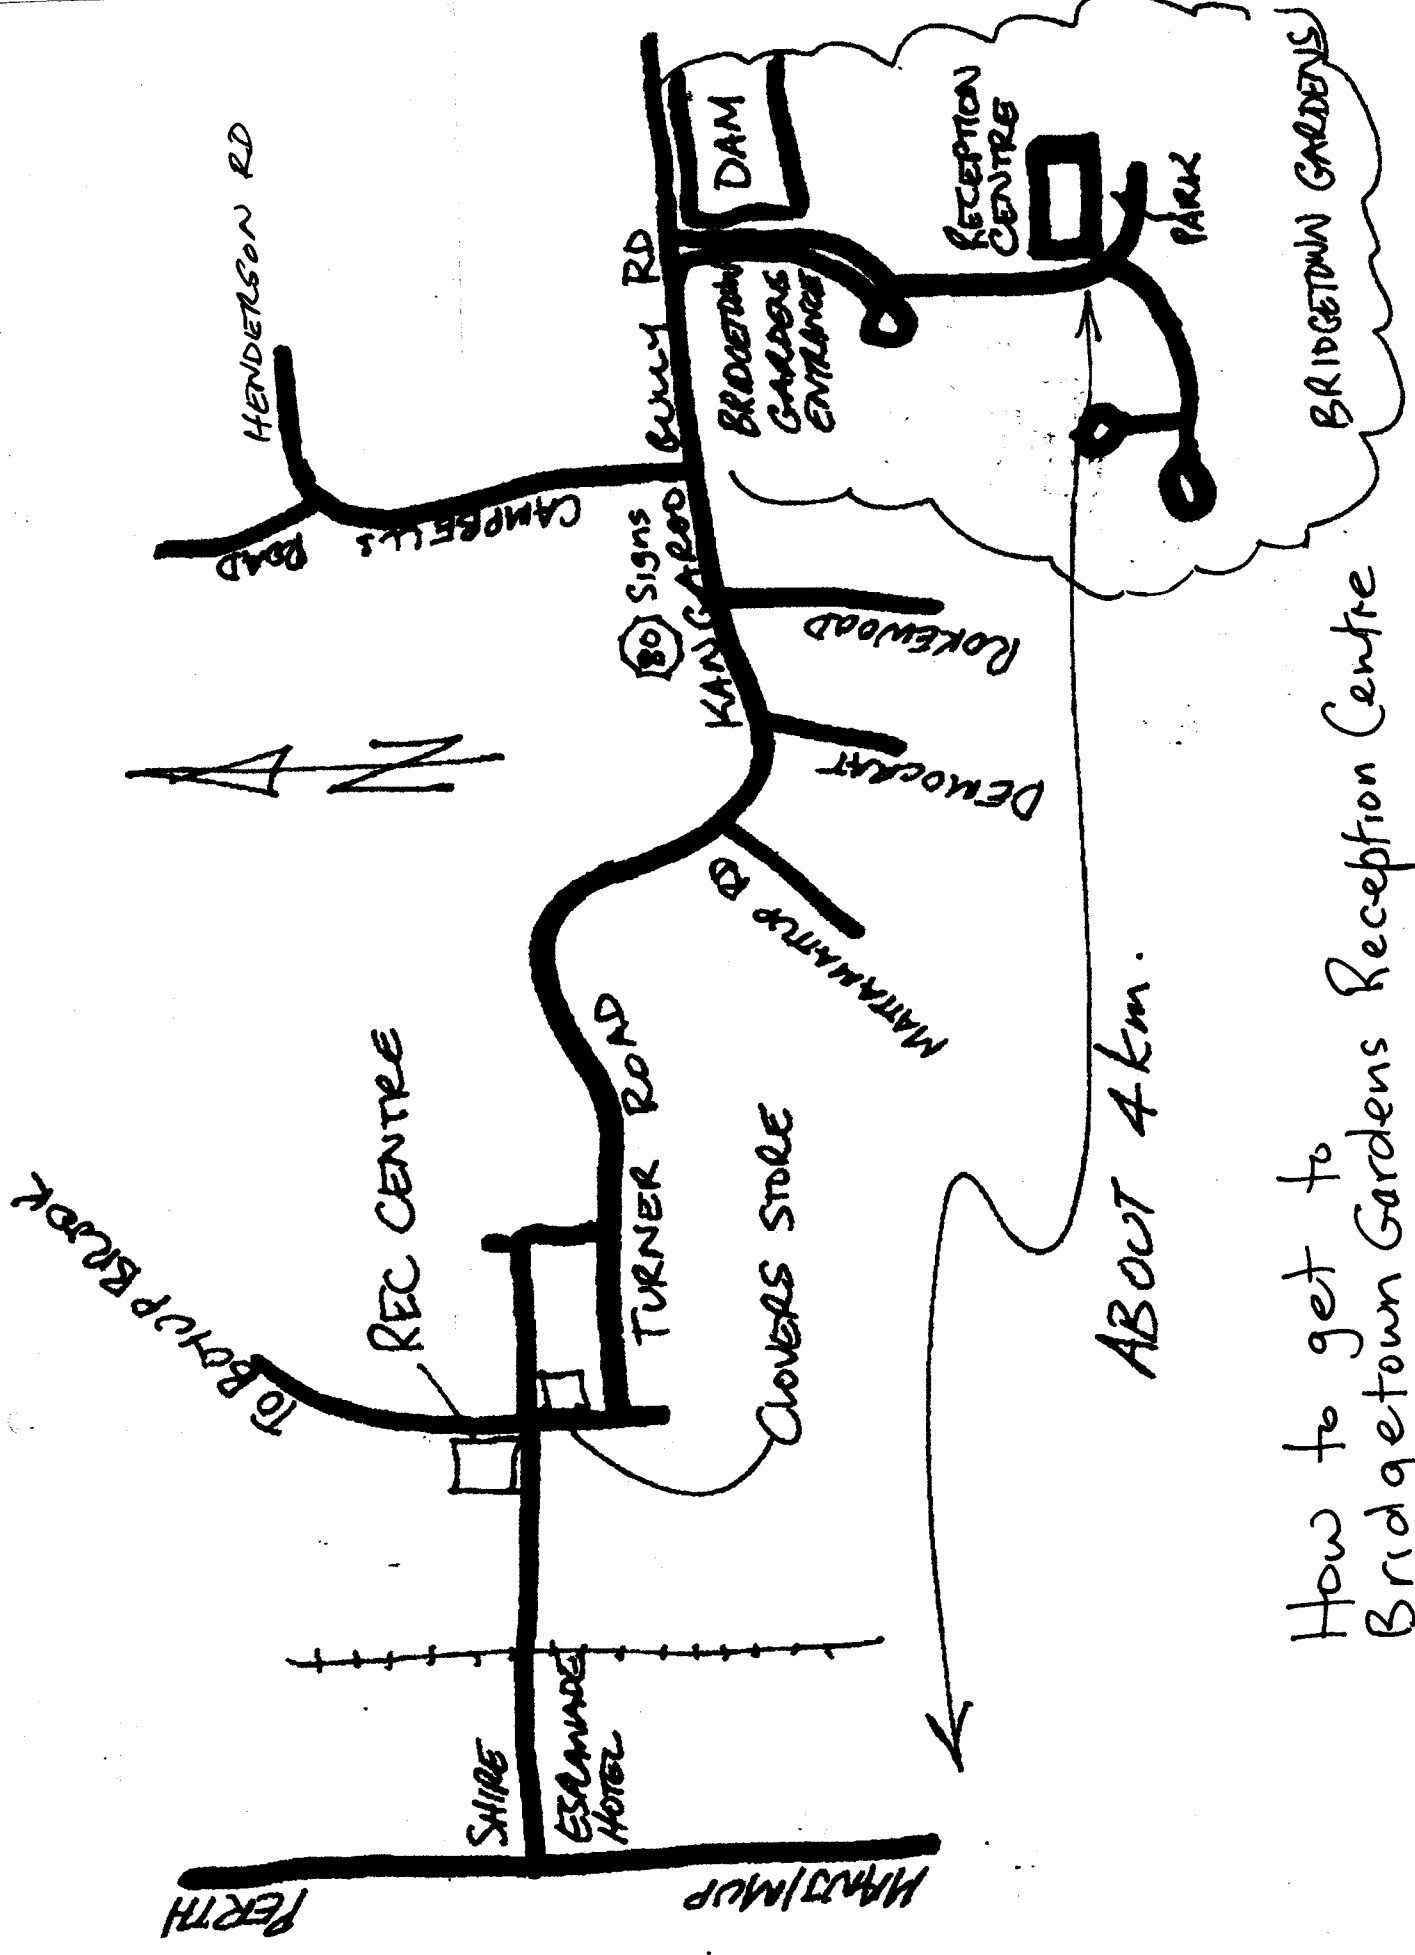 HENDERSON RD
ROAD
CAMPBELLS
TO BOYUP BROOK
REC CENTRE
80
Signs
KANGAROO
GULLY
RD
DAM
BRIDGETOWN
GARDENS
ENTRANCE
RECEPTION
CENTRE
PARK
BRIDGETOWN GARDENS
ROKEWOOD
DEMOCRAT
MATTAMATTUP
TURNER ROAD
CLOVERS STORE
PERTH
SHIRE
ESPLANADE
HOTEL
MANJIMUP
N
ABOUT 4 km.
How to get to
Bridgetown Gardens Reception Centre